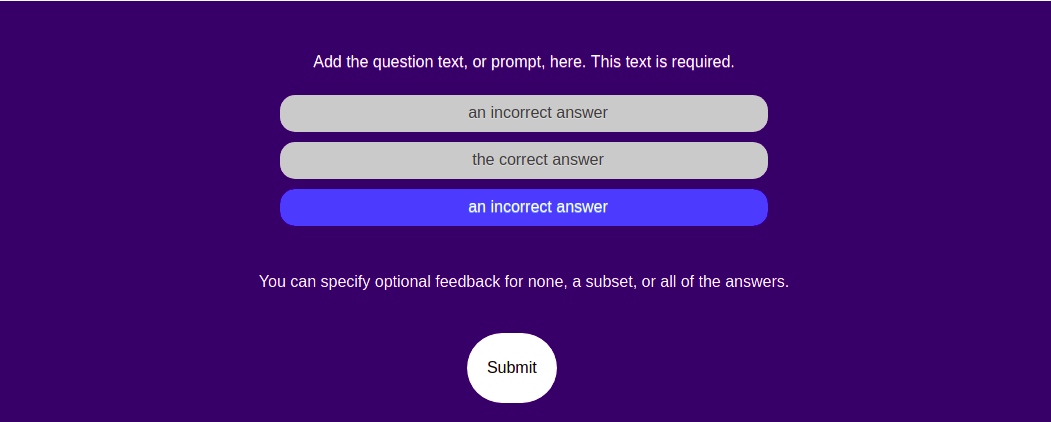 Add the question text, or prompt, here. This text is required.
an incorrect answer
the correct answer
an incorrect answer
You can specify optional feedback for none, a subset, or all of the answers.
Submit